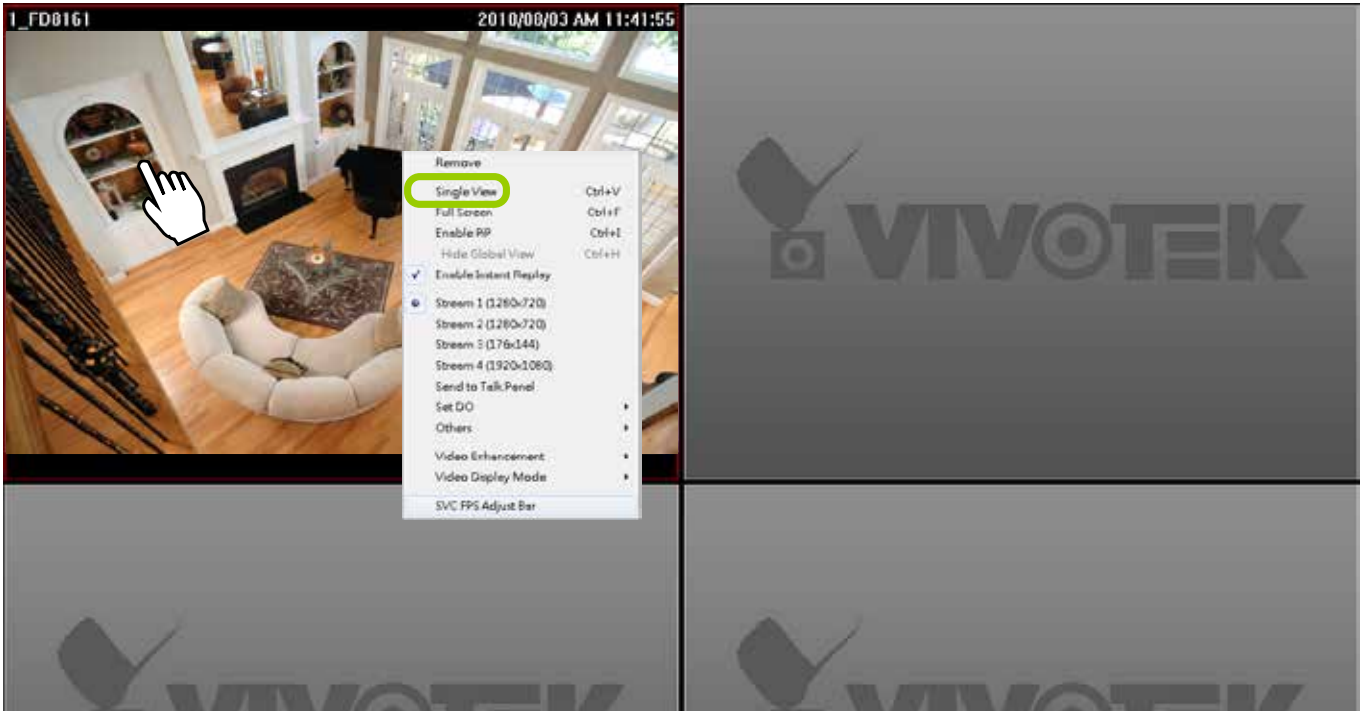 1_FD8161 2010/08/03 AM 11:41:55
Remove
Single View Ctrl+V
Full Screen Ctrl+F
Enable PiP Ctrl+I
Hide Global View Ctrl+H
Enable Instant Replay
Stream 1 (1280x720)
Stream 2 (1280x720)
Stream 3 (176x144)
Stream 4 (1920x1080)
Send to Talk Panel
Set DO
Others
Video Enhancement
Video Display Mode
SVC FPS Adjust Bar
VIVOTEK
VIVOTEK
VIVOTEK